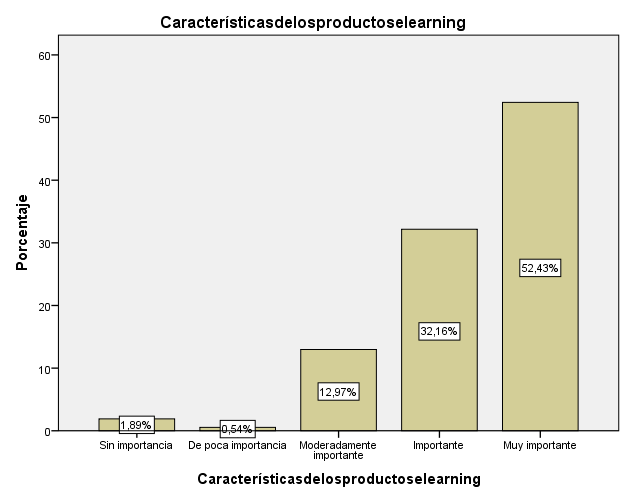 Característicasdelosproductoselearning
Porcentaje
60
50
40
30
20
10
0
1,89%
0,54%
12,97%
32,16%
52,43%
Sin importancia
De poca importancia
Moderadamente
importante
Importante
Muy importante
Característicasdelosproductoselearning